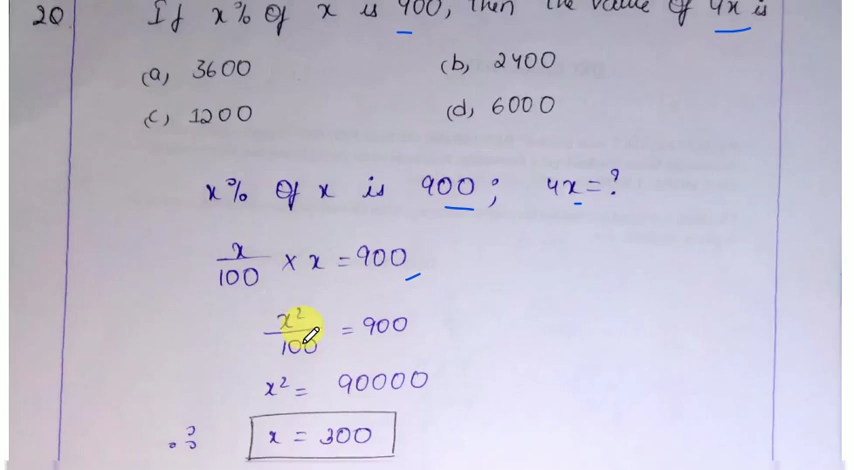 20. If x% of x is 900, then the value of 4x is
(a) 3600 (b) 2400
(c) 1200 (d) 6000
x% of x is 900; 4x=?
x/100 × x = 900
x²/100 = 900
x² = 90000
∴ x = 300